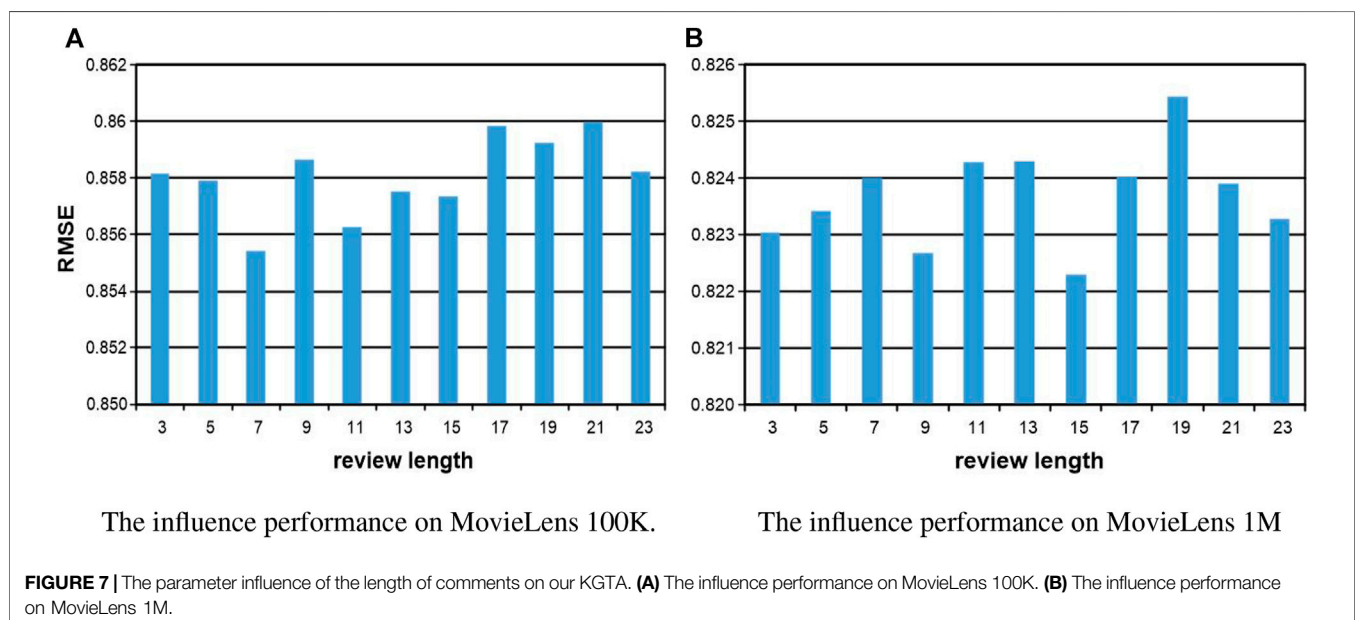 A
0.862
0.86
0.858
0.856
0.854
0.852
0.850
RMSE
3 5 7 9 11 13 15 17 19 21 23
review length
The influence performance on MovieLens 100K.
B
0.826
0.825
0.824
0.823
0.822
0.821
0.820
3 5 7 9 11 13 15 17 19 21 23
review length
The influence performance on MovieLens 1M
FIGURE 7 | The parameter influence of the length of comments on our KGTA. (A) The influence performance on MovieLens 100K. (B) The influence performance
on MovieLens 1M.